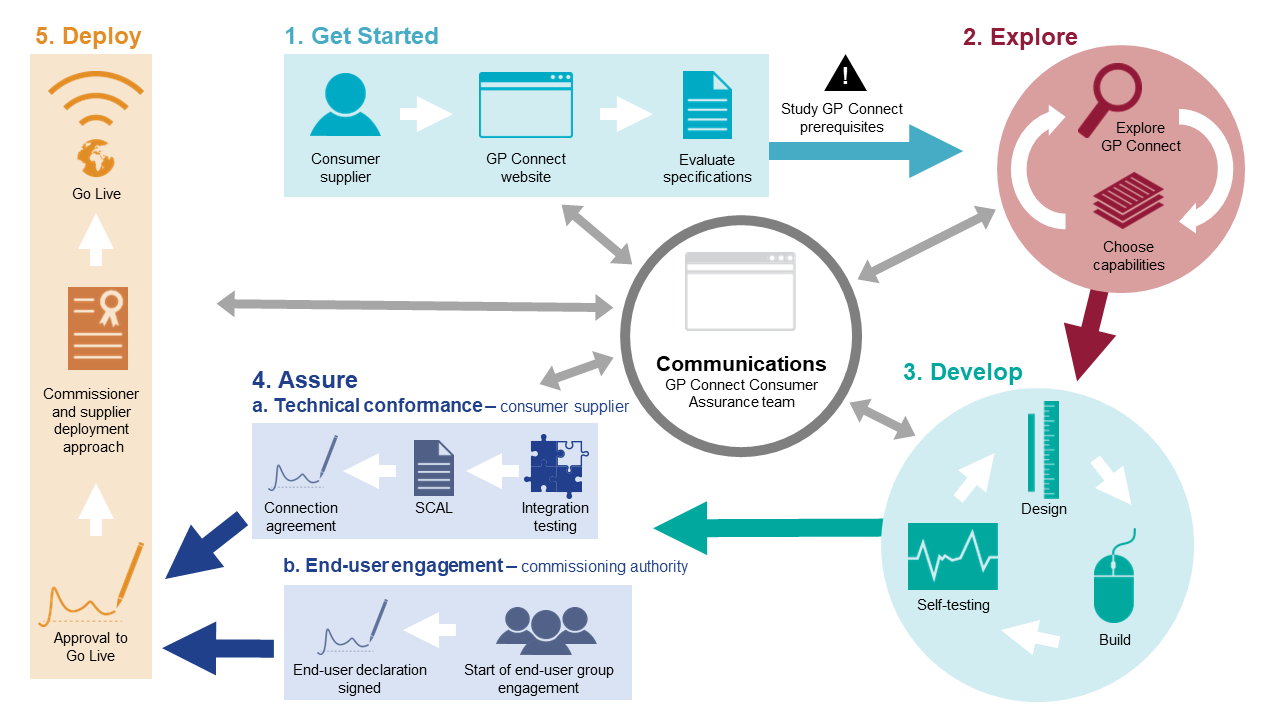 1. Get Started
Consumer
supplier
GP Connect
website
Evaluate
specifications
!
Study GP Connect
prerequisites
2. Explore
Explore
GP Connect
Choose
capabilities
Communications
GP Connect Consumer
Assurance team
3. Develop
Design
Build
Self-testing
4. Assure
a. Technical conformance – consumer supplier
Integration
testing
SCAL
Connection
agreement
b. End-user engagement – commissioning authority
Start of end-user group
engagement
End-user declaration
signed
5. Deploy
Go Live
Commissioner
and supplier
deployment
approach
Approval to
Go Live